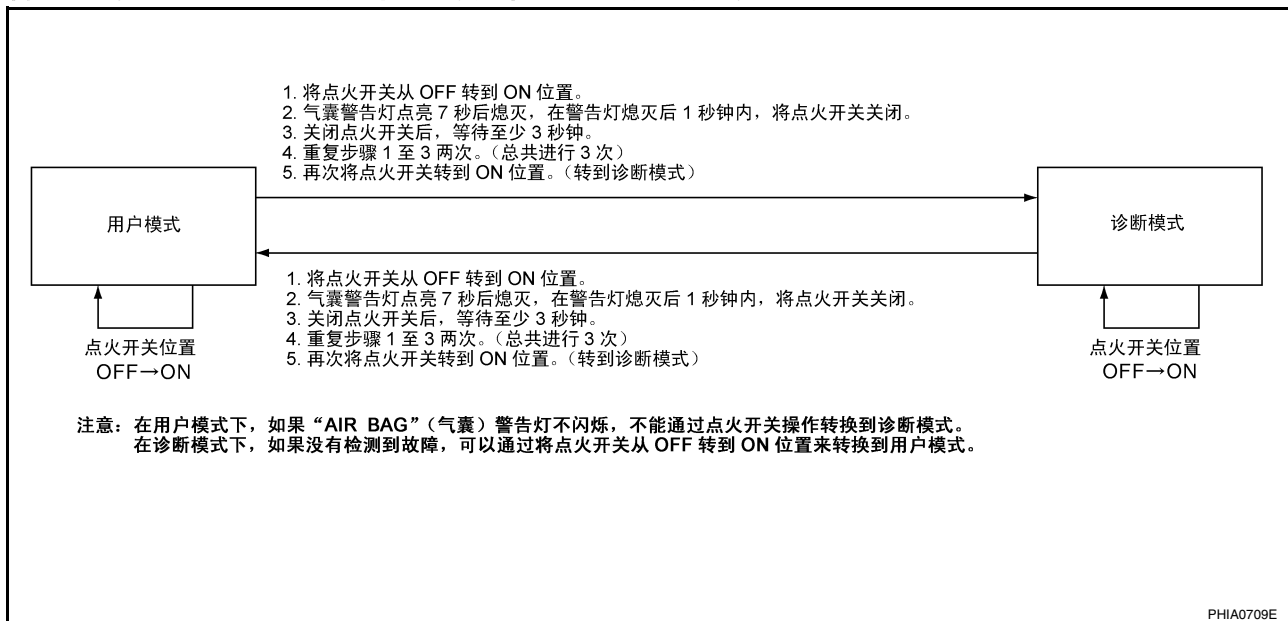 1. 将点火开关从 OFF 转到 ON 位置。
2. 气囊警告灯点亮 7 秒后熄灭，在警告灯熄灭后 1 秒钟内，将点火开关关闭。
3. 关闭点火开关后，等待至少 3 秒钟。
4. 重复步骤 1 至 3 两次。（总共进行 3 次）
5. 再次将点火开关转到 ON 位置。（转到诊断模式）
用户模式
诊断模式
1. 将点火开关从 OFF 转到 ON 位置。
2. 气囊警告灯点亮 7 秒后熄灭，在警告灯熄灭后 1 秒钟内，将点火开关关闭。
3. 关闭点火开关后，等待至少 3 秒钟。
4. 重复步骤 1 至 3 两次。（总共进行 3 次）
5. 再次将点火开关转到 ON 位置。（转到诊断模式）
点火开关位置
OFF→ON
点火开关位置
OFF→ON
注意：在用户模式下，如果“AIR BAG”（气囊）警告灯不闪烁，不能通过点火开关操作转换到诊断模式。
在诊断模式下，如果没有检测到故障，可以通过将点火开关从 OFF 转到 ON 位置来转换到用户模式。
PHIA0709E